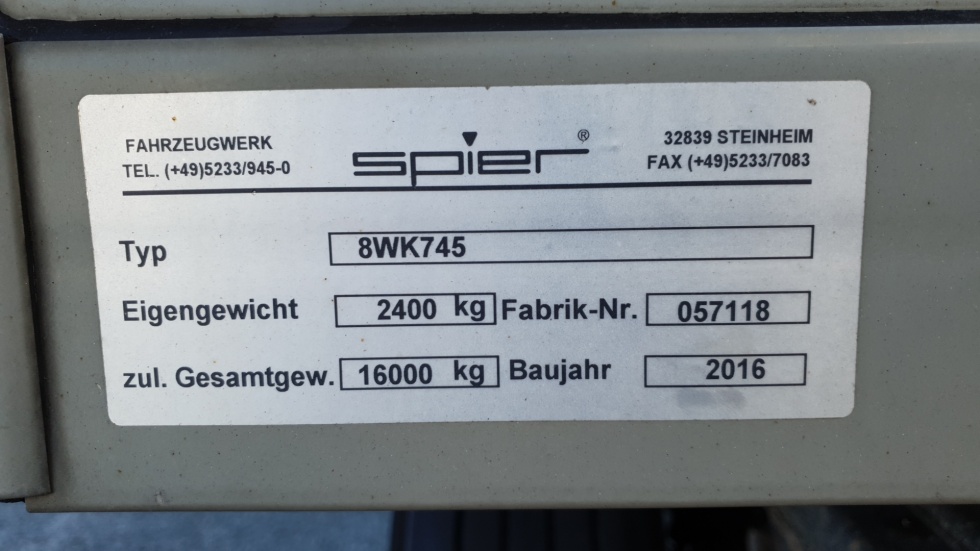 FAHRZEUGWERK
TEL. (+49)5233/945-0
spier®
32839 STEINHEIM
FAX (+49)5233/7083
Typ 8WK745
Eigengewicht 2400 kg Fabrik-Nr. 057118
zul. Gesamtgew. 16000 kg Baujahr 2016